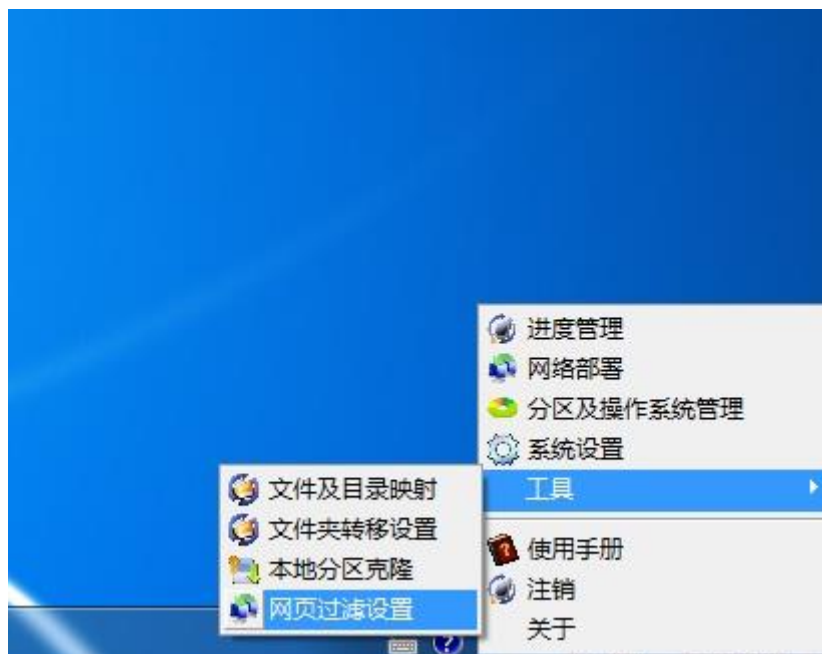 进度管理
网络部署
分区及操作系统管理
系统设置
工具
使用手册
注销
关于
文件及目录映射
文件夹转移设置
本地分区克隆
网页过滤设置